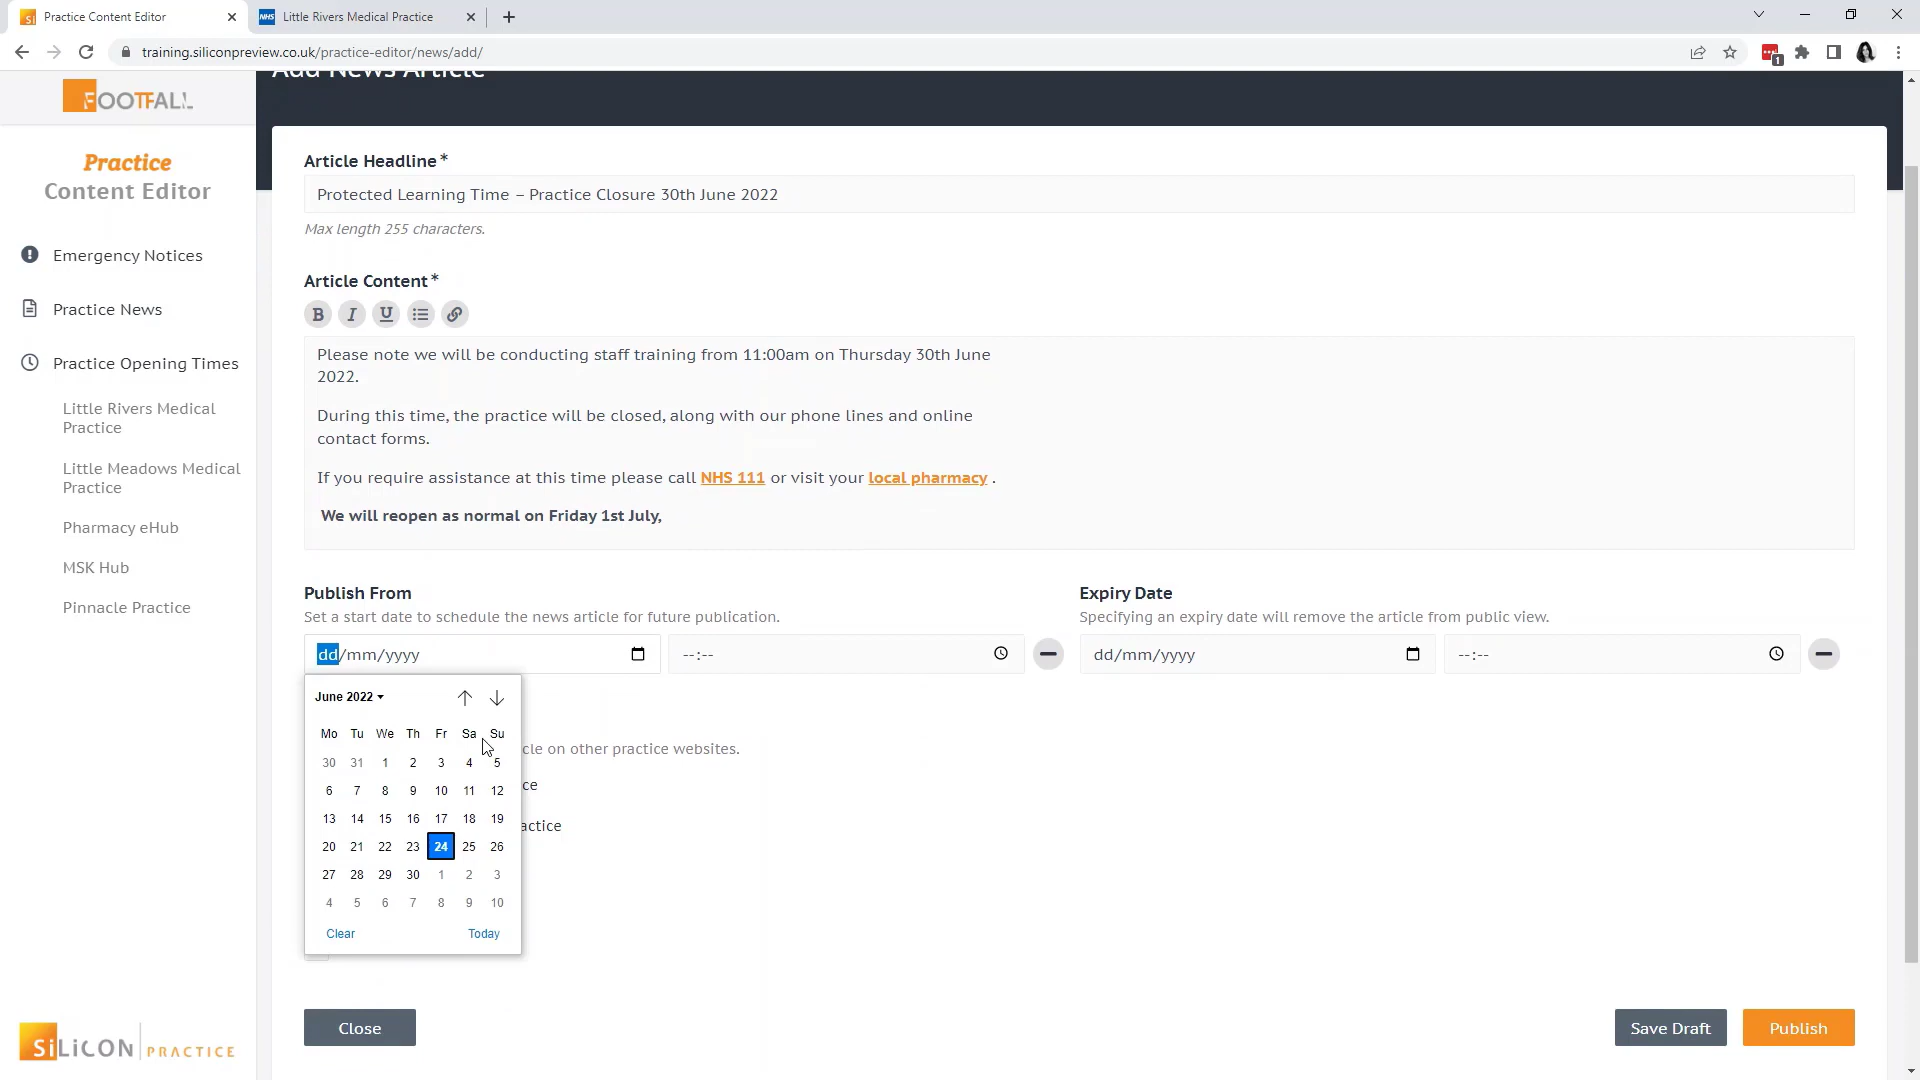 Practice Content Editor
NHS Little Rivers Medical Practice
training.siliconpreview.co.uk/practice-editor/news/add/
1
FOOTFALL
Add News Article
Practice
Content Editor
Emergency Notices
Practice News
Practice Opening Times
Little Rivers Medical
Practice
Little Meadows Medical
Practice
Pharmacy eHub
MSK Hub
Pinnacle Practice
SiLiCON PRACTICE
Article Headline*
Protected Learning Time – Practice Closure 30th June 2022
Max length 255 characters.
Article Content*
B I U
Please note we will be conducting staff training from 11:00am on Thursday 30th June
2022.
During this time, the practice will be closed, along with our phone lines and online
contact forms.
If you require assistance at this time please call NHS 111 or visit your local pharmacy .
We will reopen as normal on Friday 1st July,
Publish From
Set a start date to schedule the news article for future publication.
dd/mm/yyyy
--:--
Expiry Date
Specifying an expiry date will remove the article from public view.
dd/mm/yyyy
--:--
June 2022
Mo Tu We Th Fr Sa Su
30 31 1 2 3 4 5
6 7 8 9 10 11 12
13 14 15 16 17 18 19
20 21 22 23 24 25 26
27 28 29 30 1 2 3
4 5 6 7 8 9 10
Clear Today
cle on other practice websites.
ce
actice
Close
Save Draft
Publish